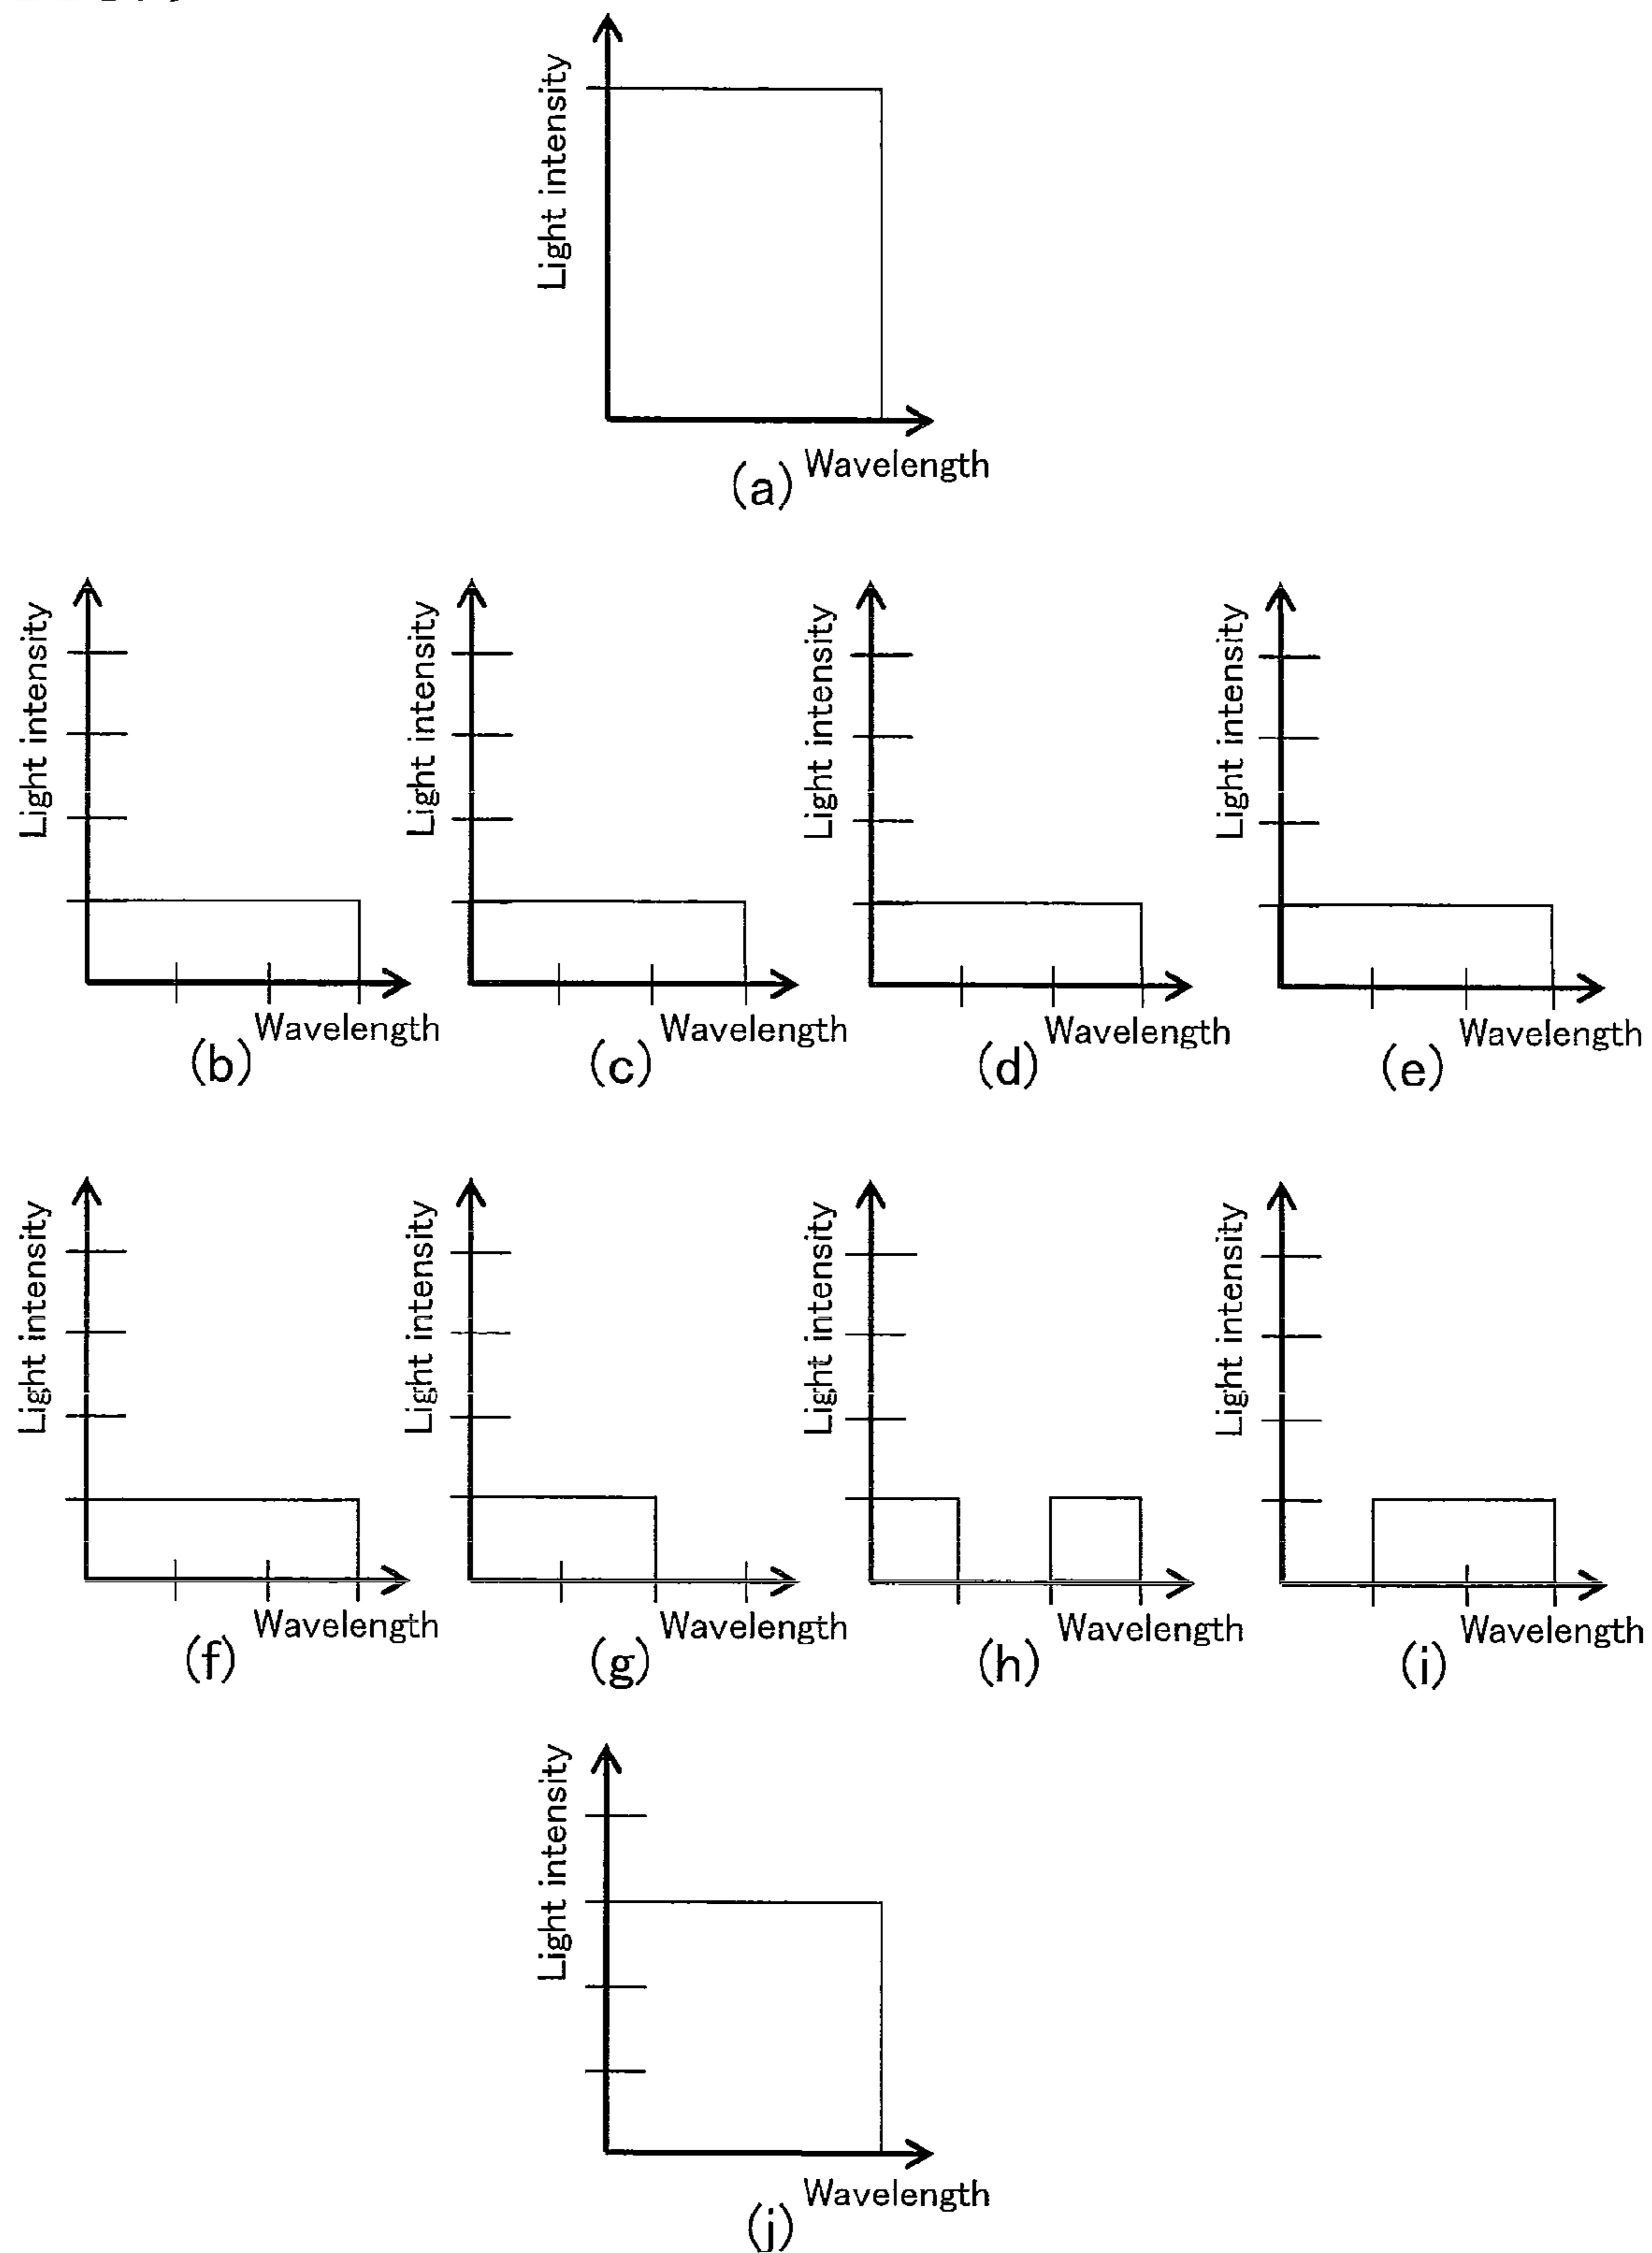 Light intensity
Wavelength
(a)
Light intensity
Light intensity
Light intensity
Light intensity
Wavelength
Wavelength
Wavelength
Wavelength
(b)
(c)
(d)
(e)
Light intensity
Light intensity
Light intensity
Light intensity
Wavelength
Wavelength
Wavelength
Wavelength
(f)
(g)
(h)
(i)
Light intensity
Wavelength
(j)